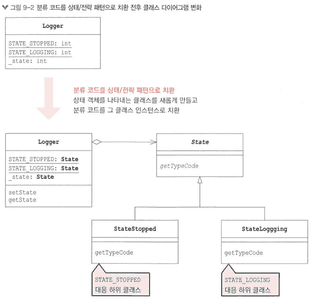 그림 9-2 분류 코드를 상태/전략 패턴으로 치환 전후 클래스 다이어그램 변화
Logger
STATE_STOPPED: int
STATE_LOGGING: int
_state: int
분류 코드를 상태/전략 패턴으로 치환
상태 객체를 나타내는 클래스를 새롭게 만들고
분류 코드를 그 클래스 인스턴스로 치환
Logger
STATE_STOPPED: State
STATE_LOGGING: State
_state: State
setState
getState
State
getTypeCode
StateStopped
getTypeCode
STATE_STOPPED
대응 하위 클래스
StateLoggging
getTypeCode
STATE_LOGGING
대응 하위 클래스